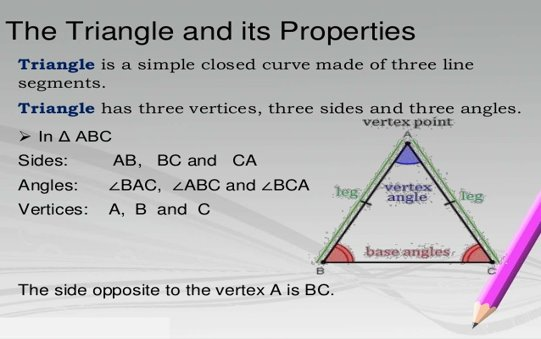 The Triangle and its Properties
Triangle is a simple closed curve made of three line
segments.
Triangle has three vertices, three sides and three angles.
➤ In Δ ABC
Sides: AB, BC and CA
Angles: ∠BAC, ∠ABC and ∠BCA
Vertices: A, B and C
vertex point
A
leg
vertex
angle
leg
base angles
B
C
The side opposite to the vertex A is BC.